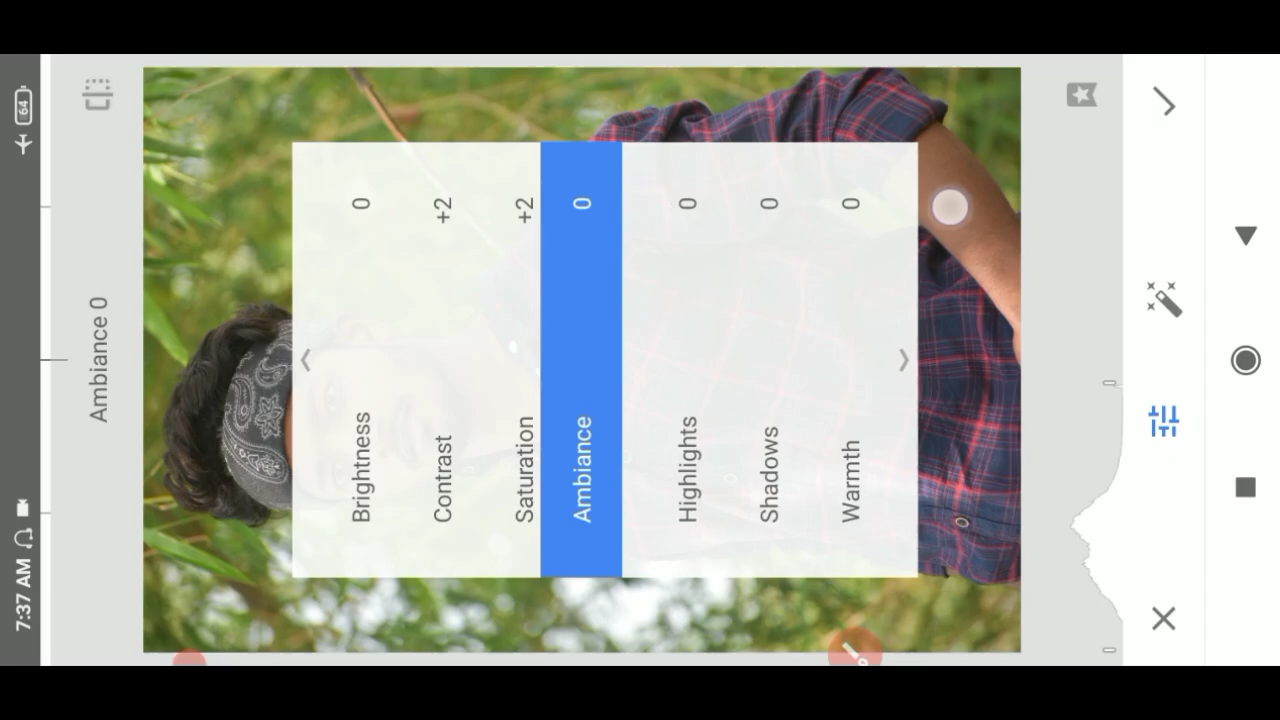 7:37 AM
64
Ambiance 0
Brightness 0
Contrast +2
Saturation +2
Ambiance 0
Highlights 0
Shadows 0
Warmth 0